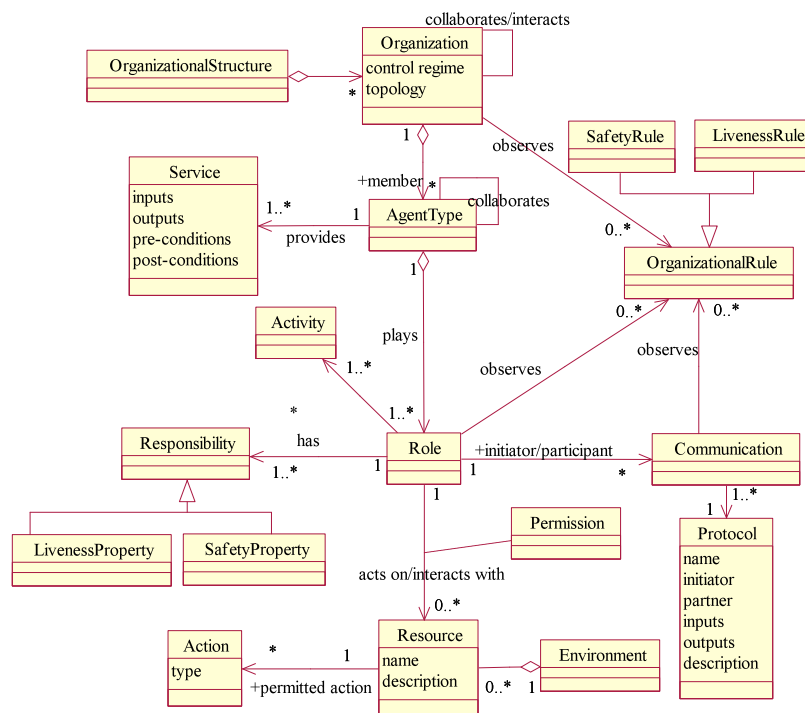 collaborates/interacts
Organization
control regime
topology
OrganizationalStructure
*
1
observes
SafetyRule
LivenessRule
Service
inputs
outputs
pre-conditions
post-conditions
+member
*
collaborates
1..*
1
provides
AgentType
1
0..*
OrganizationalRule
Activity
1..*
plays
0..*
0..*
observes
observes
*
1..*
Responsibility
has
1..*
1
Role
1
+initiator/participant
*
Communication
1
1..*
1
LivenessProperty
SafetyProperty
Permission
Protocol
name
initiator
partner
inputs
outputs
description
acts on/interacts with
0..*
Action
type
*
1
+permitted action
Resource
name
description
0..*
1
Environment